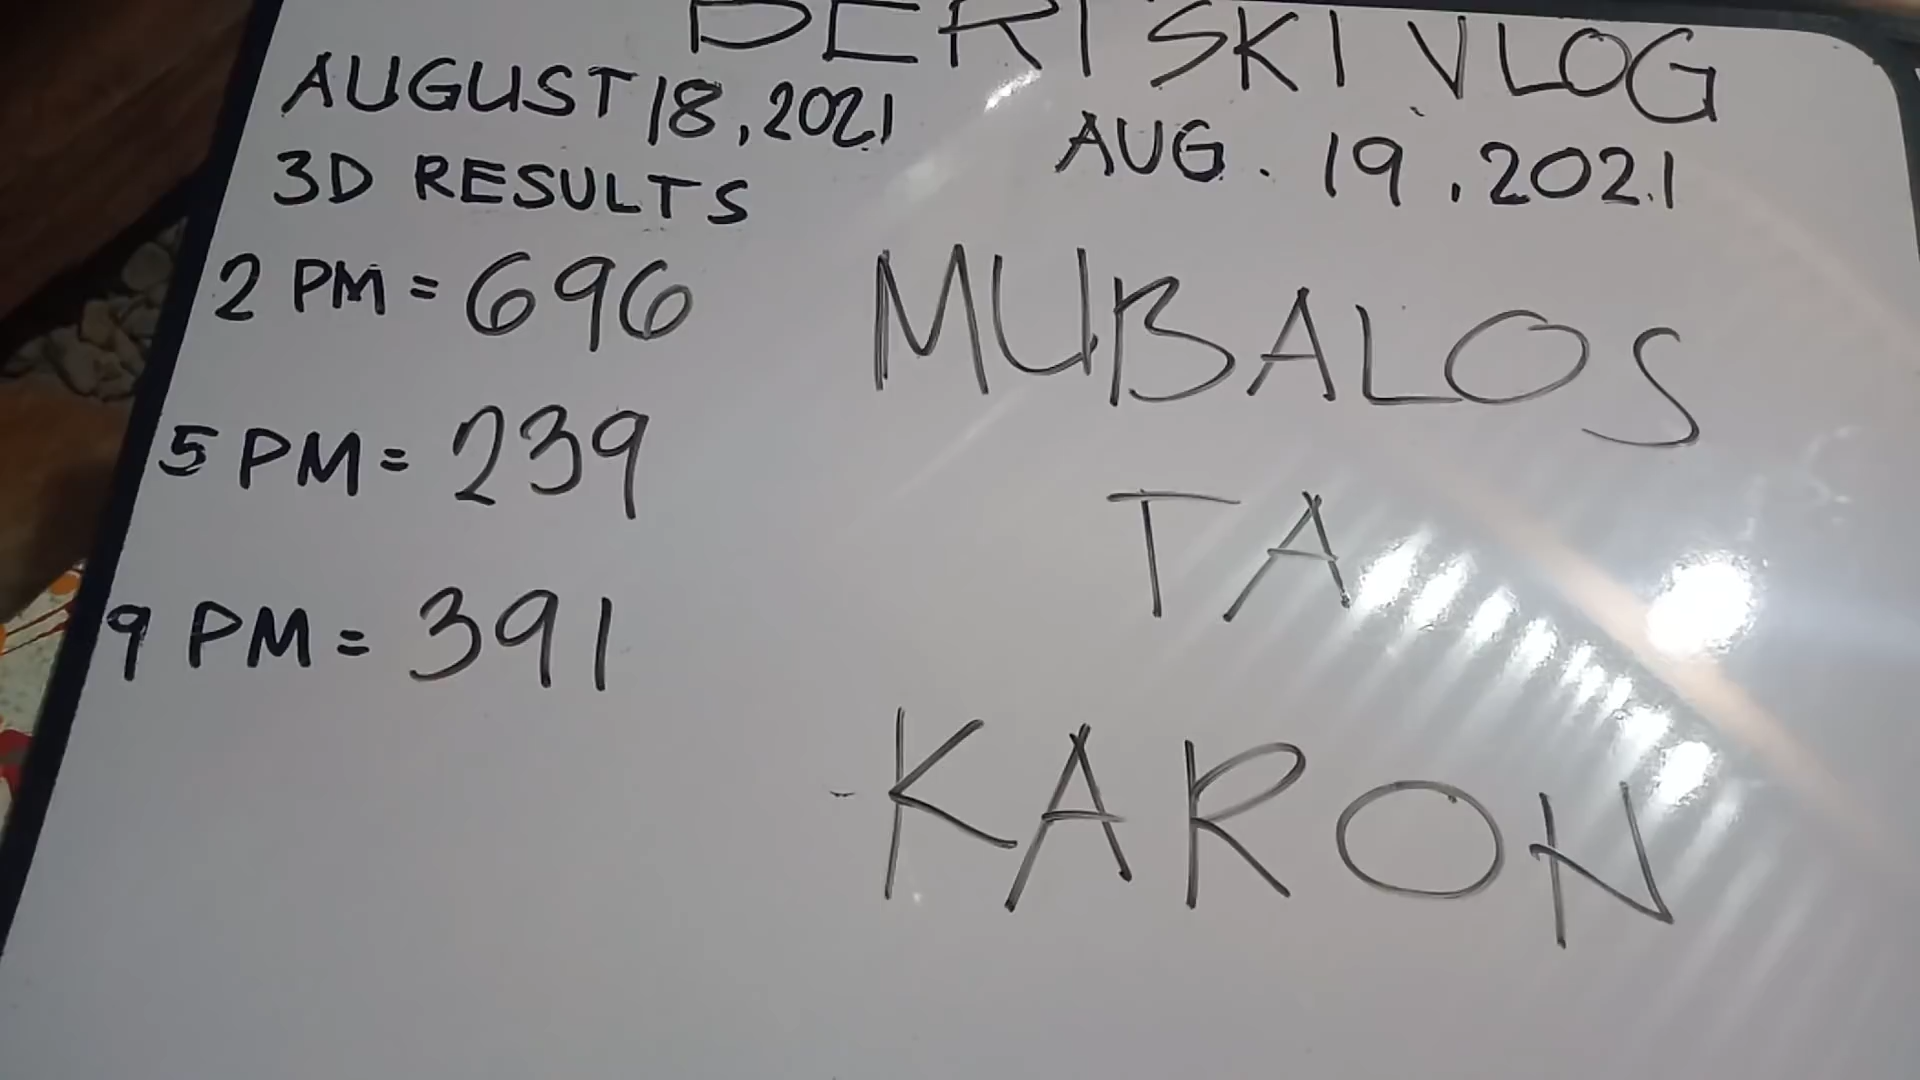 SKI VLOG
AUGUST 18, 2021
3D RESULTS
2 PM = 696
5 PM = 239
9 PM = 391
AUG. 19, 2021
MUBALOS
TA
KARON